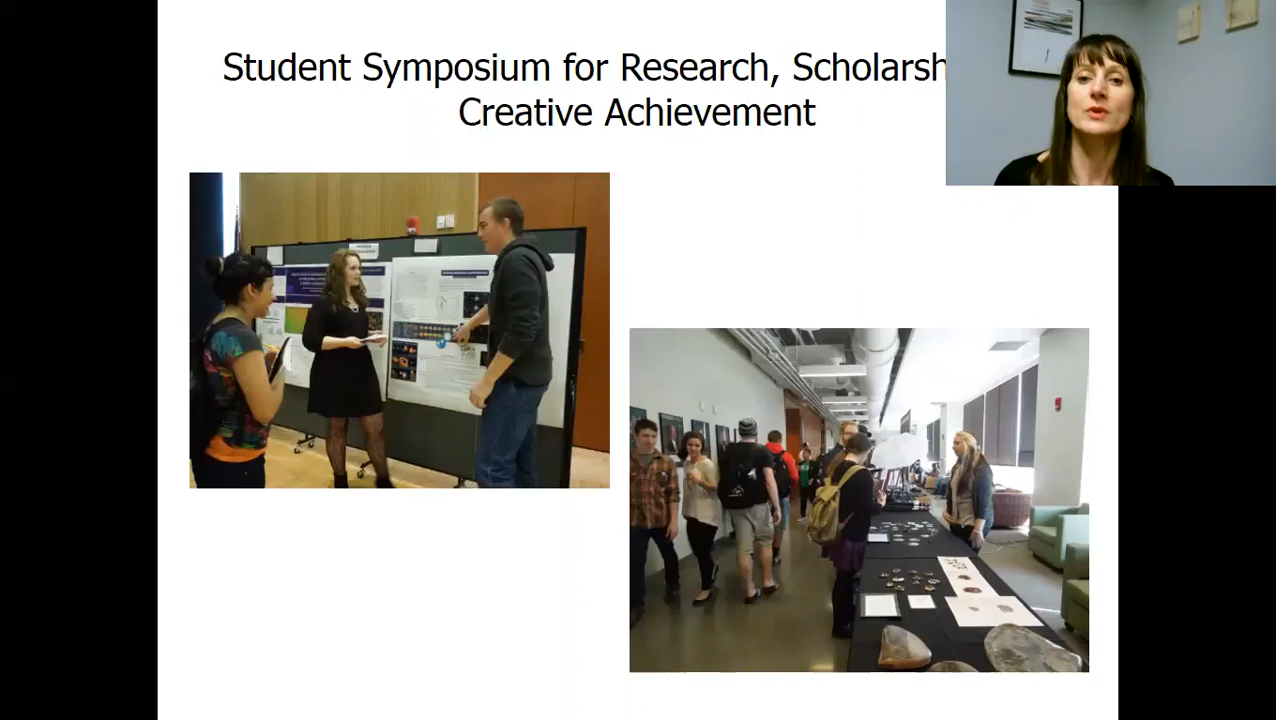 Student Symposium for Research, Scholarsh
Creative Achievement